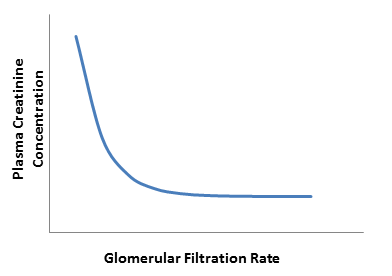 Plasma Creatinine
Concentration
Glomerular Filtration Rate